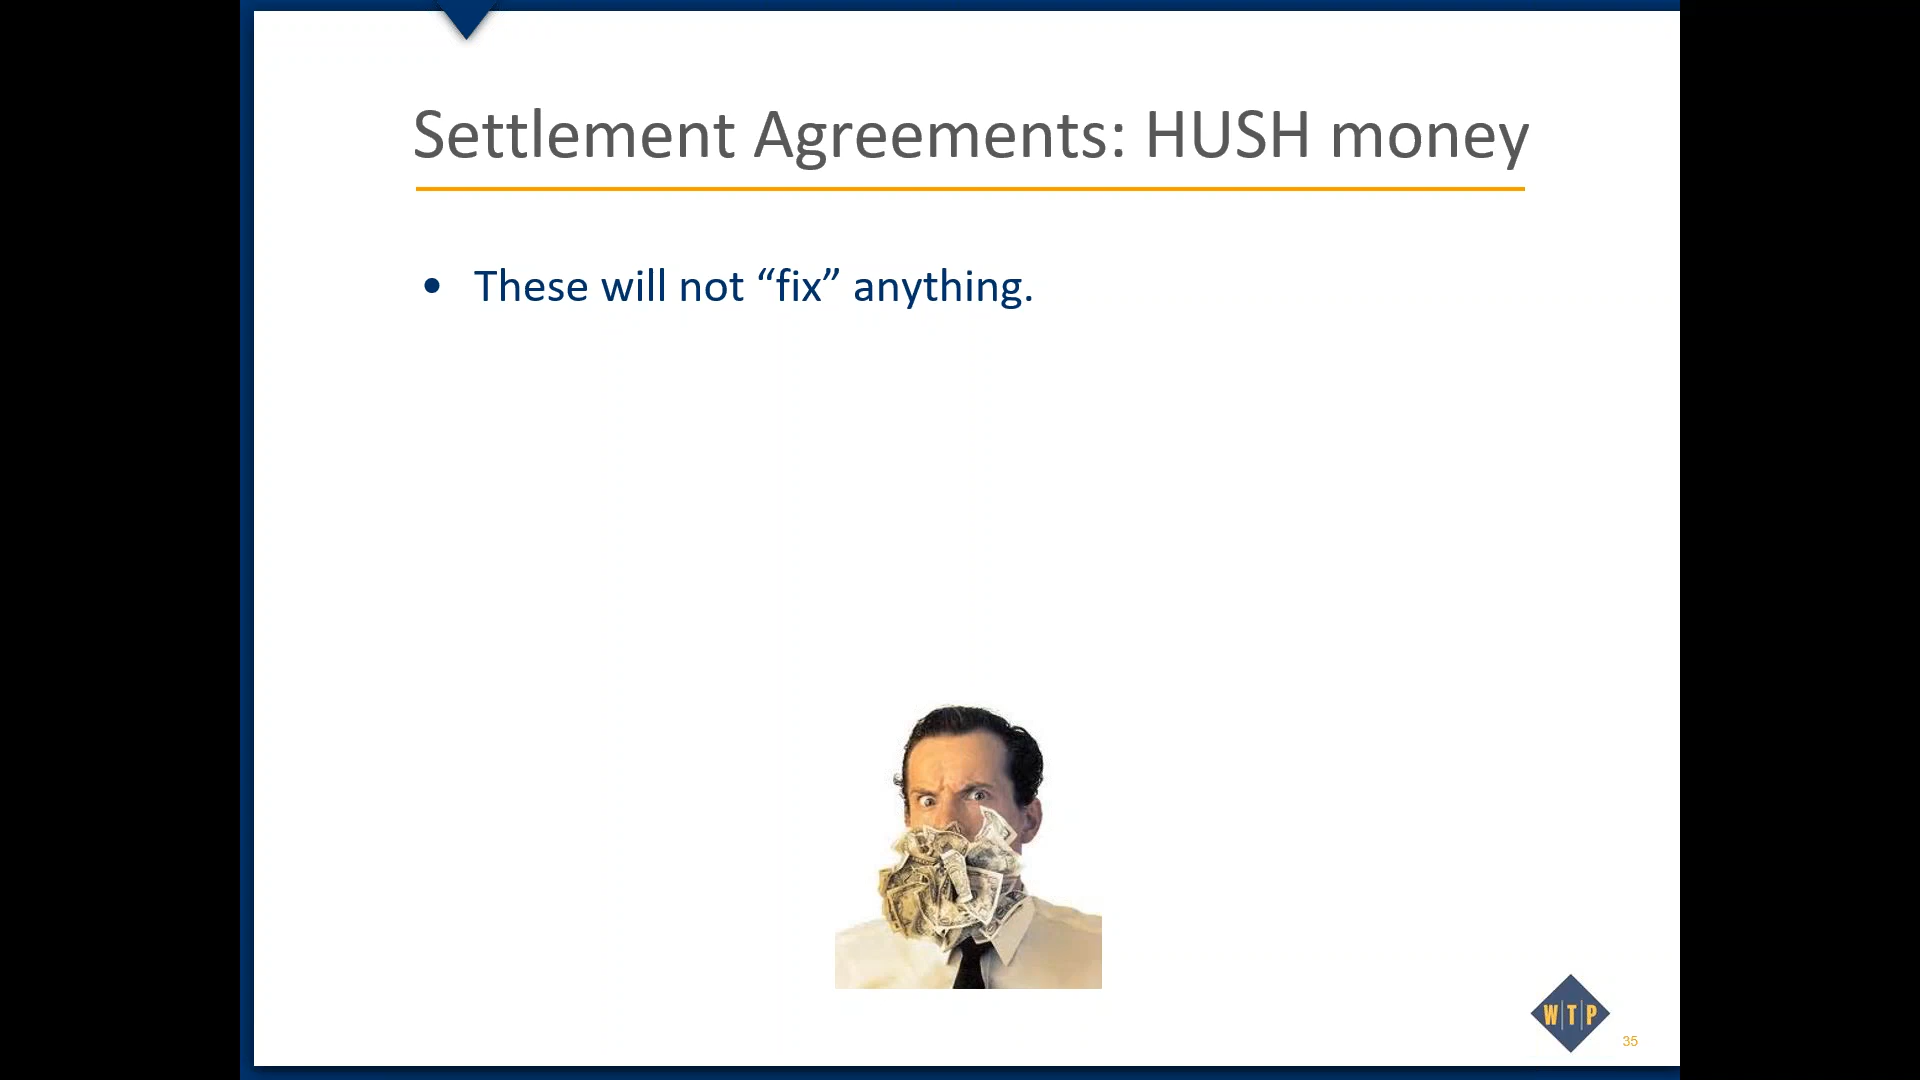 Settlement Agreements: HUSH money
• These will not “fix” anything.
W|T|P
35